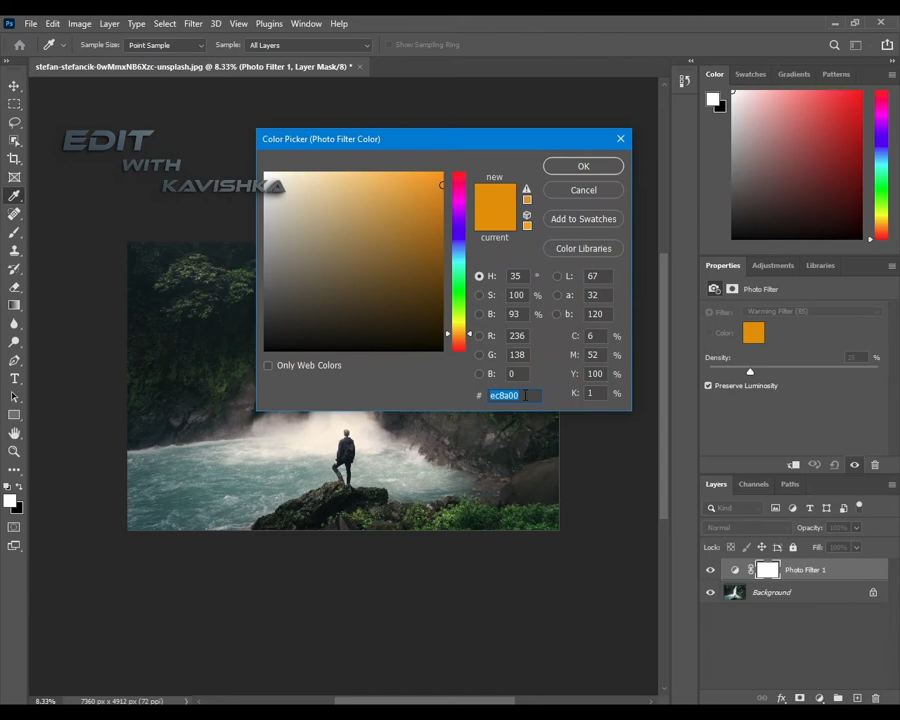 Ps File Edit Image Layer Type Select Filter 3D View Plugins Window Help
Sample Size: Point Sample Sample: All Layers Show Sampling Ring
stefan-stefancik-0wMmxNB6Xzc-unsplash.jpg @ 8.33% (Photo Filter 1, Layer Mask/8) *
EDIT
WITH
KAVISHKA
Color Picker (Photo Filter Color)
new
current
OK
Cancel
Add to Swatches
Color Libraries
H: 35 ° L: 67
S: 100 % a: 32
B: 93 % b: 120
R: 236 C: 6 %
G: 138 M: 52 %
B: 0 Y: 100 %
# ec8a00 K: 1 %
Only Web Colors
Color Swatches Gradients Patterns
Properties Adjustments Libraries
Photo Filter
Filter: Warming Filter (85)
Color:
Density: 25 %
Preserve Luminosity
Layers Channels Paths
Kind
Normal Opacity: 100%
Lock: Fill: 100%
Photo Filter 1
Background
fx
8.33% 7360 px x 4912 px (72 ppi)